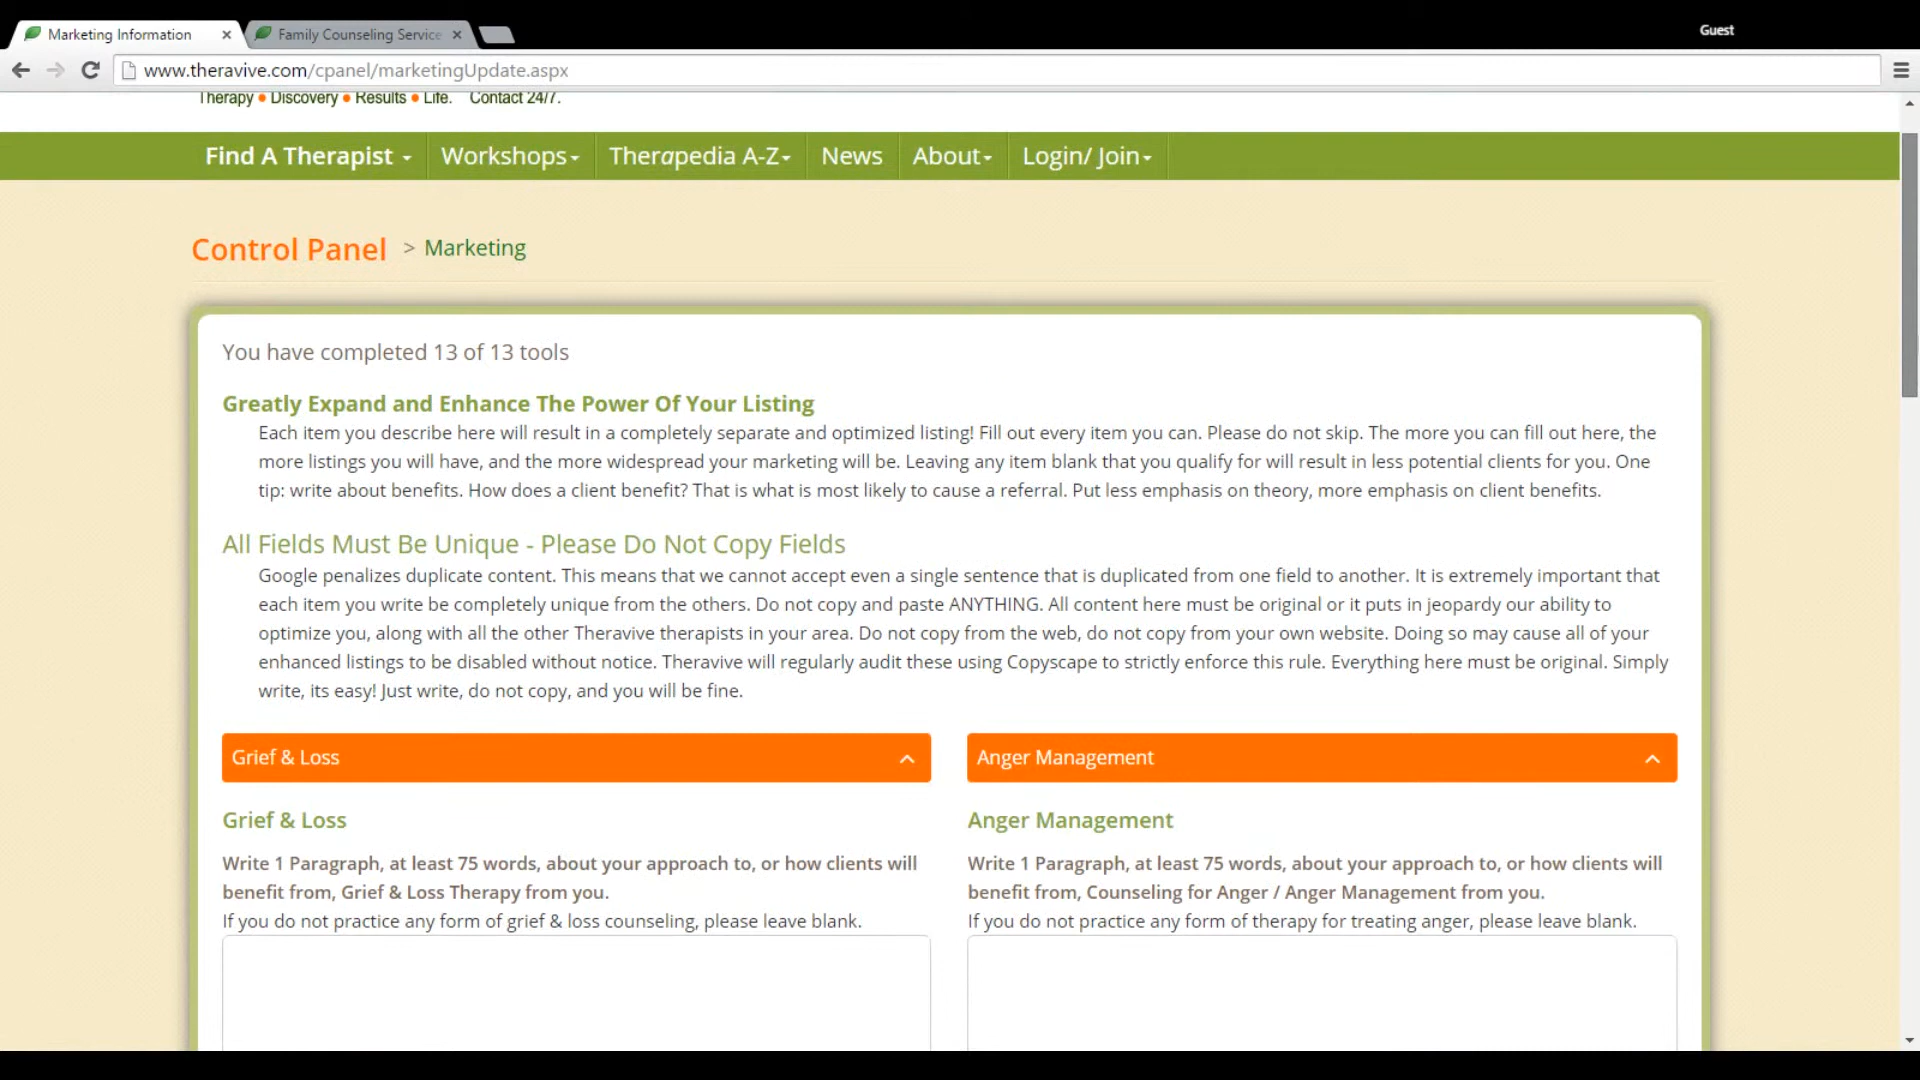 Marketing Information
Family Counseling Service
Guest
www.theravive.com/cpanel/marketingUpdate.aspx
Therapy • Discovery • Results • Life. Contact 24/7.
Find A Therapist
Workshops
Therapedia A-Z
News
About
Login/ Join
Control Panel > Marketing
You have completed 13 of 13 tools
Greatly Expand and Enhance The Power Of Your Listing
Each item you describe here will result in a completely separate and optimized listing! Fill out every item you can. Please do not skip. The more you can fill out here, the
more listings you will have, and the more widespread your marketing will be. Leaving any item blank that you qualify for will result in less potential clients for you. One
tip: write about benefits. How does a client benefit? That is what is most likely to cause a referral. Put less emphasis on theory, more emphasis on client benefits.
All Fields Must Be Unique - Please Do Not Copy Fields
Google penalizes duplicate content. This means that we cannot accept even a single sentence that is duplicated from one field to another. It is extremely important that
each item you write be completely unique from the others. Do not copy and paste ANYTHING. All content here must be original or it puts in jeopardy our ability to
optimize you, along with all the other Theravive therapists in your area. Do not copy from the web, do not copy from your own website. Doing so may cause all of your
enhanced listings to be disabled without notice. Theravive will regularly audit these using Copyscape to strictly enforce this rule. Everything here must be original. Simply
write, its easy! Just write, do not copy, and you will be fine.
Grief & Loss
Grief & Loss
Write 1 Paragraph, at least 75 words, about your approach to, or how clients will
benefit from, Grief & Loss Therapy from you.
If you do not practice any form of grief & loss counseling, please leave blank.
Anger Management
Anger Management
Write 1 Paragraph, at least 75 words, about your approach to, or how clients will
benefit from, Counseling for Anger / Anger Management from you.
If you do not practice any form of therapy for treating anger, please leave blank.